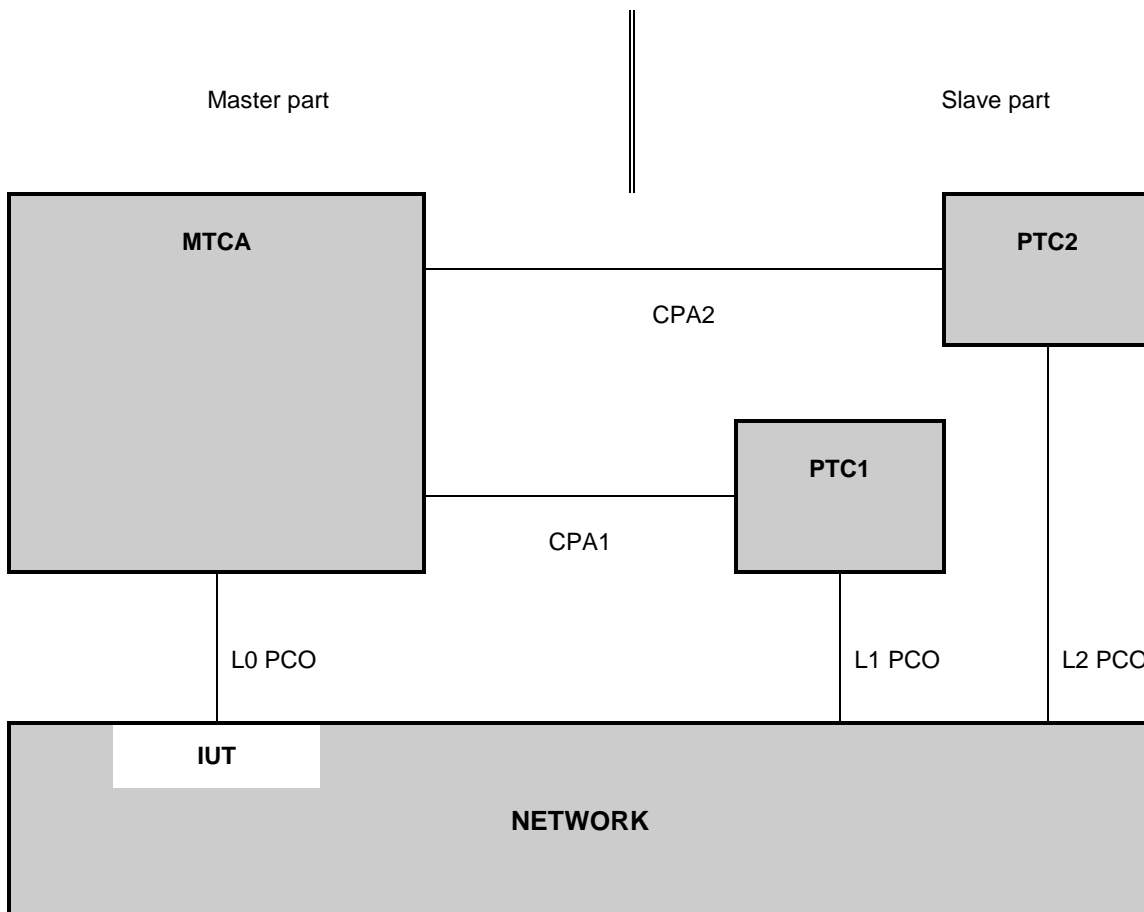 Master part
Slave part
MTCA
PTC2
CPA2
PTC1
CPA1
L0 PCO
L1 PCO
L2 PCO
IUT
NETWORK